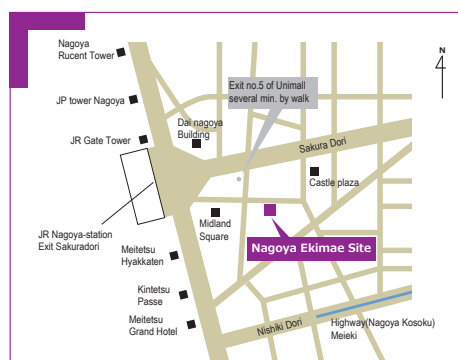 Nagoya
Rucent Tower
N
Exit no.5 of Unimall
several min. by walk
JP tower Nagoya
Dai nagoya
Building
JR Gate Tower
Sakura Dori
Castle plaza
JR Nagoya-station
Exit Sakuradori
Midland
Square
Nagoya Ekimae Site
Meitetsu
Hyakkaten
Kintetsu
Passe
Meitetsu
Grand Hotel
Nishiki Dori
Highway(Nagoya Kosoku)
Meieki